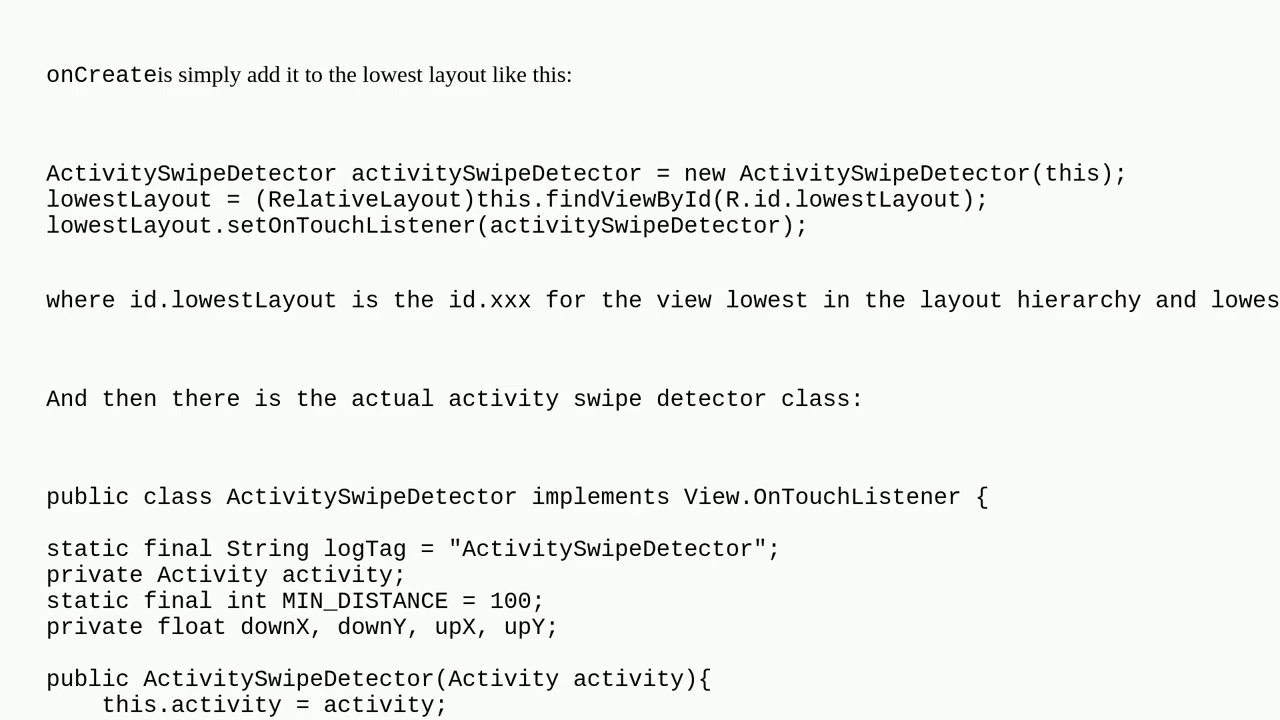 onCreateis simply add it to the lowest layout like this:
ActivitySwipeDetector activitySwipeDetector = new ActivitySwipeDetector(this);
lowestLayout = (RelativeLayout)this.findViewById(R.id.lowestLayout);
lowestLayout.setOnTouchListener(activitySwipeDetector);
where id.lowestLayout is the id.xxx for the view lowest in the layout hierarchy and lowes
And then there is the actual activity swipe detector class:
public class ActivitySwipeDetector implements View.OnTouchListener {
static final String logTag = "ActivitySwipeDetector";
private Activity activity;
static final int MIN_DISTANCE = 100;
private float downX, downY, upX, upY;
public ActivitySwipeDetector(Activity activity){
    this.activity = activity;